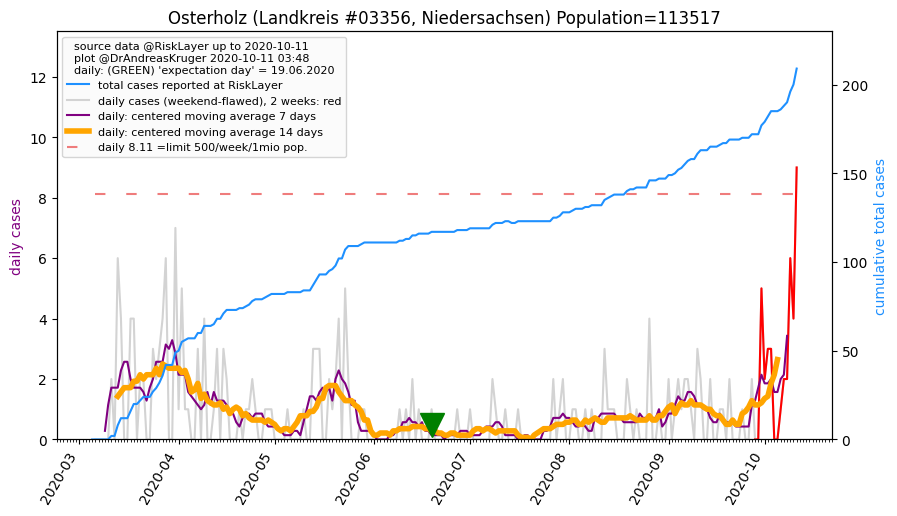 Osterholz (Landkreis #03356, Niedersachsen) Population=113517
source data @RiskLayer up to 2020-10-11
plot @DrAndreasKruger 2020-10-11 03:48
daily: (GREEN) 'expectation day' = 19.06.2020
total cases reported at RiskLayer
daily cases (weekend-flawed), 2 weeks: red
daily: centered moving average 7 days
daily: centered moving average 14 days
daily 8.11 =limit 500/week/1mio pop.
daily cases
12
10
8
6
4
2
0
200
150
100
50
0
cumulative total cases
2020-03
2020-04
2020-05
2020-06
2020-07
2020-08
2020-09
2020-10